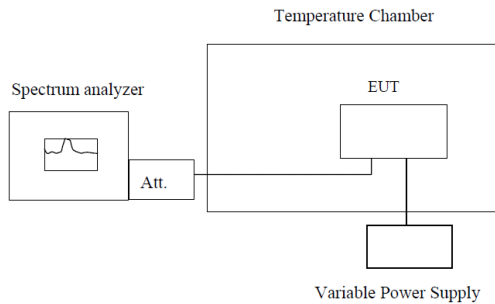 Temperature Chamber
Spectrum analyzer
EUT
Att.
Variable Power Supply